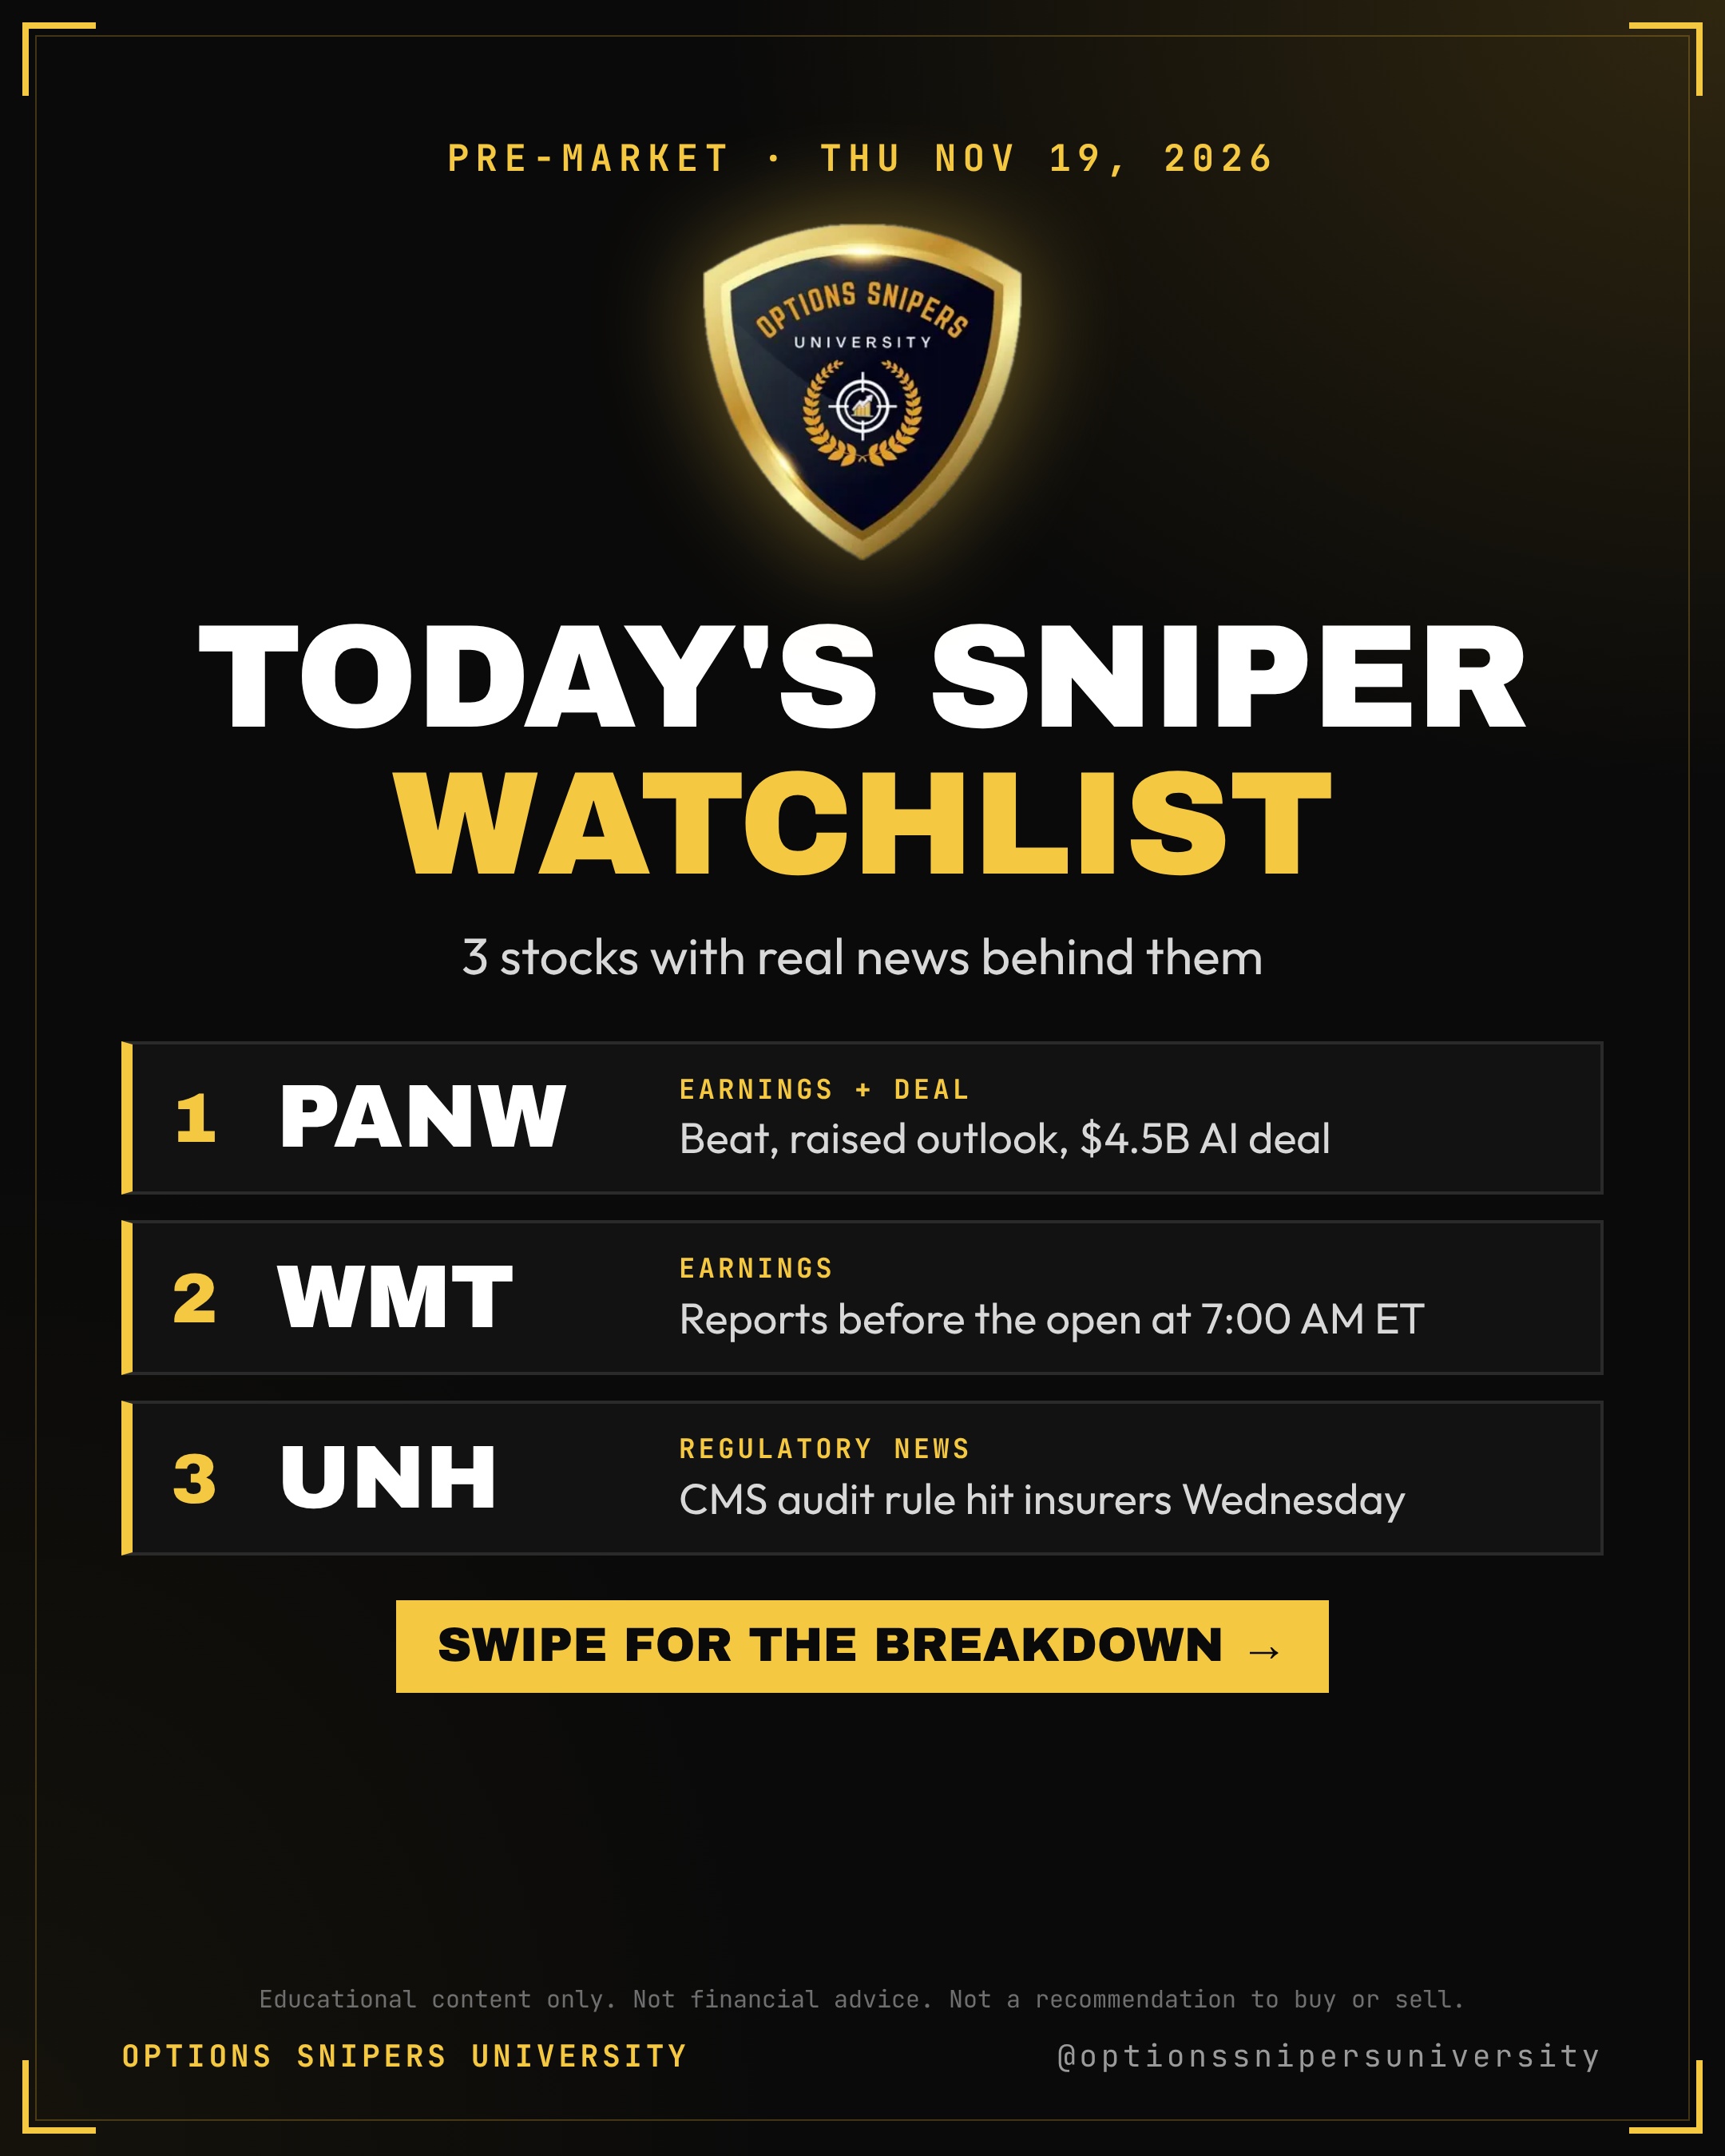 PRE-MARKET · THU NOV 19, 2026
OPTIONS SNIPERS
UNIVERSITY
TODAY'S SNIPER
WATCHLIST
3 stocks with real news behind them
1 PANW
EARNINGS + DEAL
Beat, raised outlook, $4.5B AI deal
2 WMT
EARNINGS
Reports before the open at 7:00 AM ET
3 UNH
REGULATORY NEWS
CMS audit rule hit insurers Wednesday
SWIPE FOR THE BREAKDOWN →
Educational content only. Not financial advice. Not a recommendation to buy or sell.
OPTIONS SNIPERS UNIVERSITY
@optionssnipersuniversity